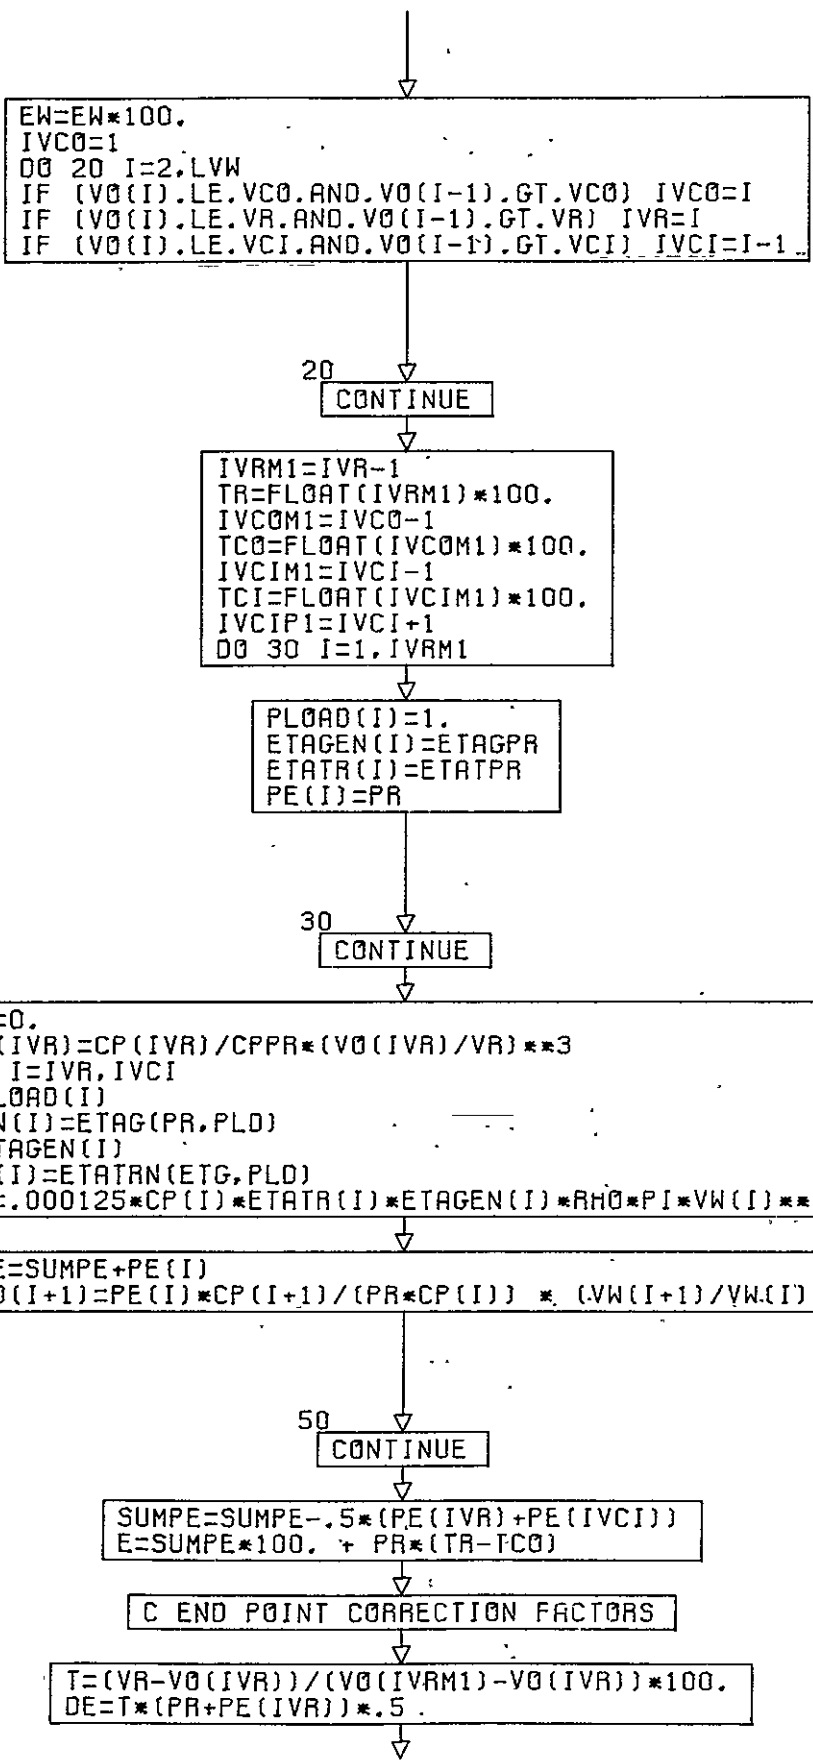 EW=EW*100.
IVCO=1
DO 20 I=2,LVW
IF (VO(I).LE.VCO.AND.VO(I-1).GT.VCO) IVCO=I
IF (VO(I).LE.VR.AND.VO(I-1).GT.VR) IVR=I
IF (VO(I).LE.VCI.AND.VO(I-1).GT.VCI) IVCI=I-1
20
CONTINUE
IVRM1=IVR-1
TR=FLOAT(IVRM1)*100.
IVCOM1=IVCO-1
TCO=FLOAT(IVCOM1)*100.
IVCIM1=IVCI-1
TCI=FLOAT(IVCIM1)*100.
IVCIP1=IVCI+1
DO 30 I=1,IVRM1
PLOAD(I)=1.
ETAGEN(I)=ETAGPR
ETATR(I)=ETATPR
PE(I)=PR
30
CONTINUE
=0.
(IVR)=CP(IVR)/CPPR*(VO(IVR)/VR)**3
I=IVR,IVCI
LOAD(I)
N(I)=ETAG(PR,PLD)
TAGEN(I)
(I)=ETATRN(ETG,PLD)
=.000125*CP(I)*ETATR(I)*ETAGEN(I)*RHO*PI*VW(I)**
E=SUMPE+PE(I)
D(I+1)=PE(I)*CP(I+1)/(PR*CP(I)) * (VW(I+1)/VW(I)
50
CONTINUE
SUMPE=SUMPE-.5*(PE(IVR)+PE(IVCI))
E=SUMPE*100. + PR*(TR-TCO)
C END POINT CORRECTION FACTORS
T=(VR-VO(IVR))/(VO(IVRM1)-VO(IVR))*100.
DE=T*(PR+PE(IVR))*.5